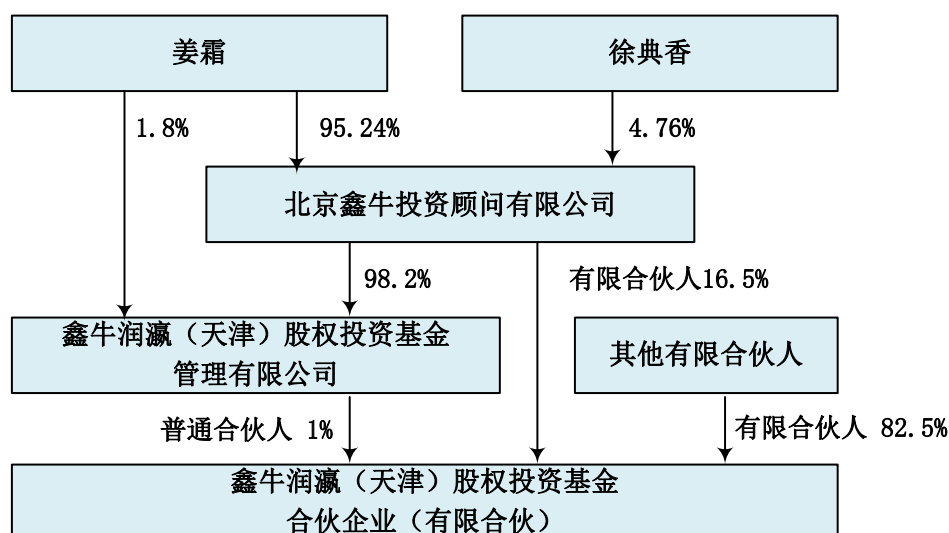 姜霜
徐典香
1.8%
95.24%
4.76%
北京鑫牛投资顾问有限公司
98.2%
有限合伙人16.5%
鑫牛润瀛（天津）股权投资基金
管理有限公司
其他有限合伙人
普通合伙人 1%
有限合伙人 82.5%
鑫牛润瀛（天津）股权投资基金
合伙企业（有限合伙）